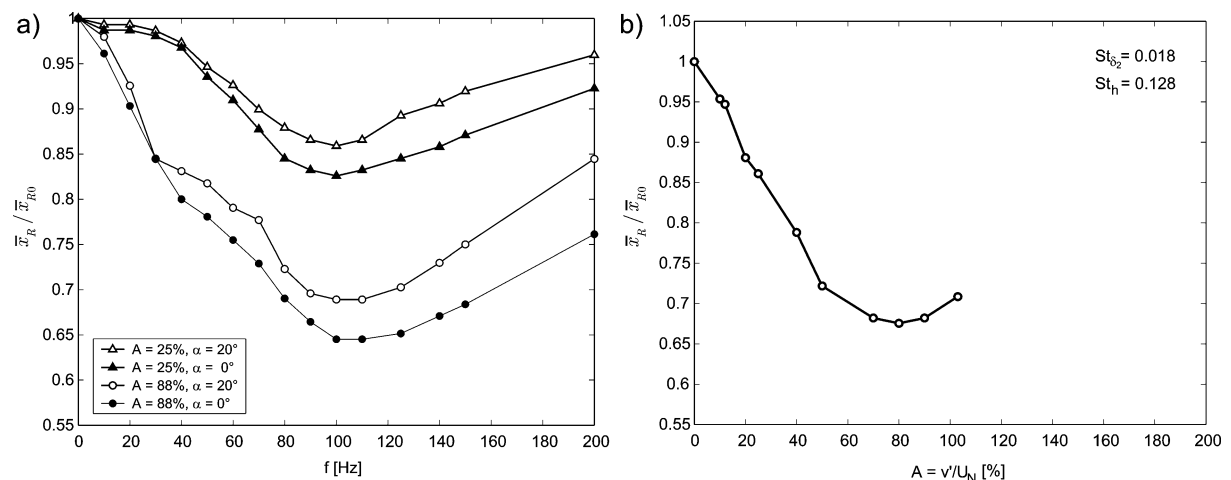 a)
1
0.95
0.9
0.85
0.8
0.75
0.7
0.65
0.6
0.55
x̅_R / x̅_R0
A = 25%, α = 20°
A = 25%, α = 0°
A = 88%, α = 20°
A = 88%, α = 0°
0 20 40 60 80 100 120 140 160 180 200
f [Hz]
b)
1.05
1
0.95
0.9
0.85
0.8
0.75
0.7
0.65
0.6
0.55
x̅_R / x̅_R0
St_δ₂ = 0.018
St_h = 0.128
0 20 40 60 80 100 120 140 160 180 200
A = v'/U_N [%]